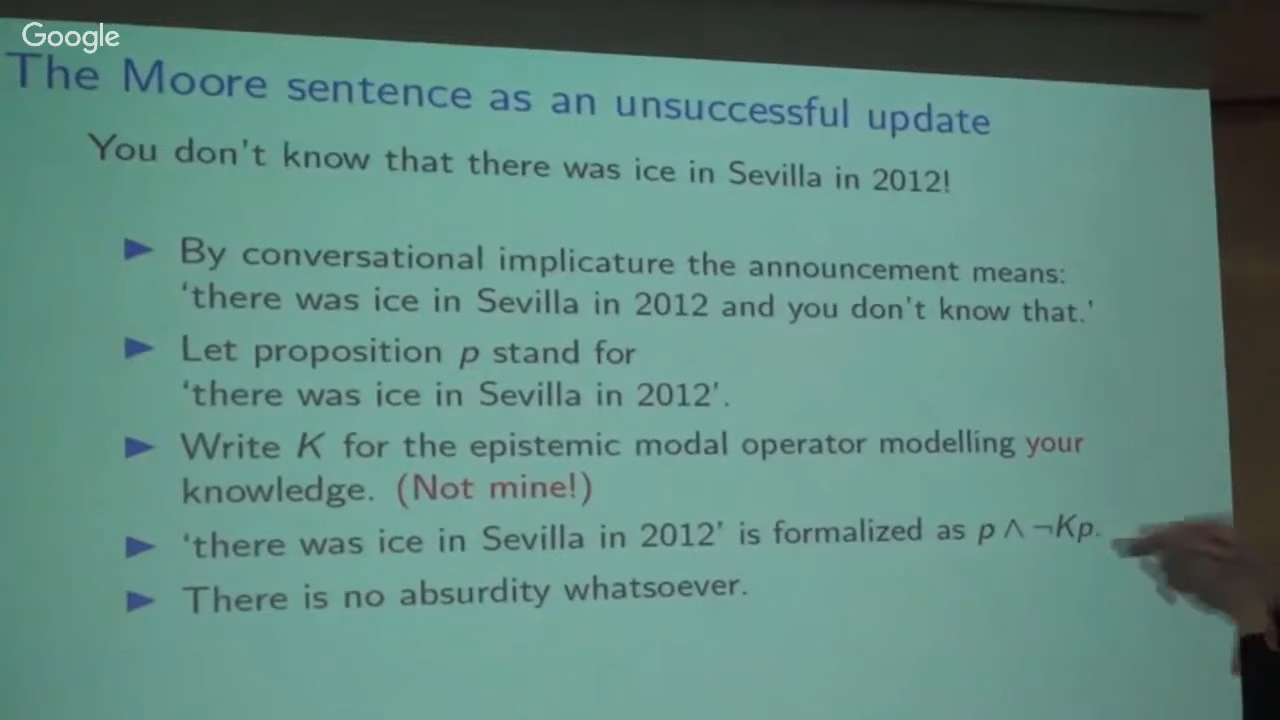 Google
The Moore sentence as an unsuccessful update
You don't know that there was ice in Sevilla in 2012!
► By conversational implicature the announcement means:
‘there was ice in Sevilla in 2012 and you don't know that.’
► Let proposition p stand for
‘there was ice in Sevilla in 2012’.
► Write K for the epistemic modal operator modelling your
knowledge. (Not mine!)
► ‘there was ice in Sevilla in 2012’ is formalized as p ∧ ¬Kp.
► There is no absurdity whatsoever.